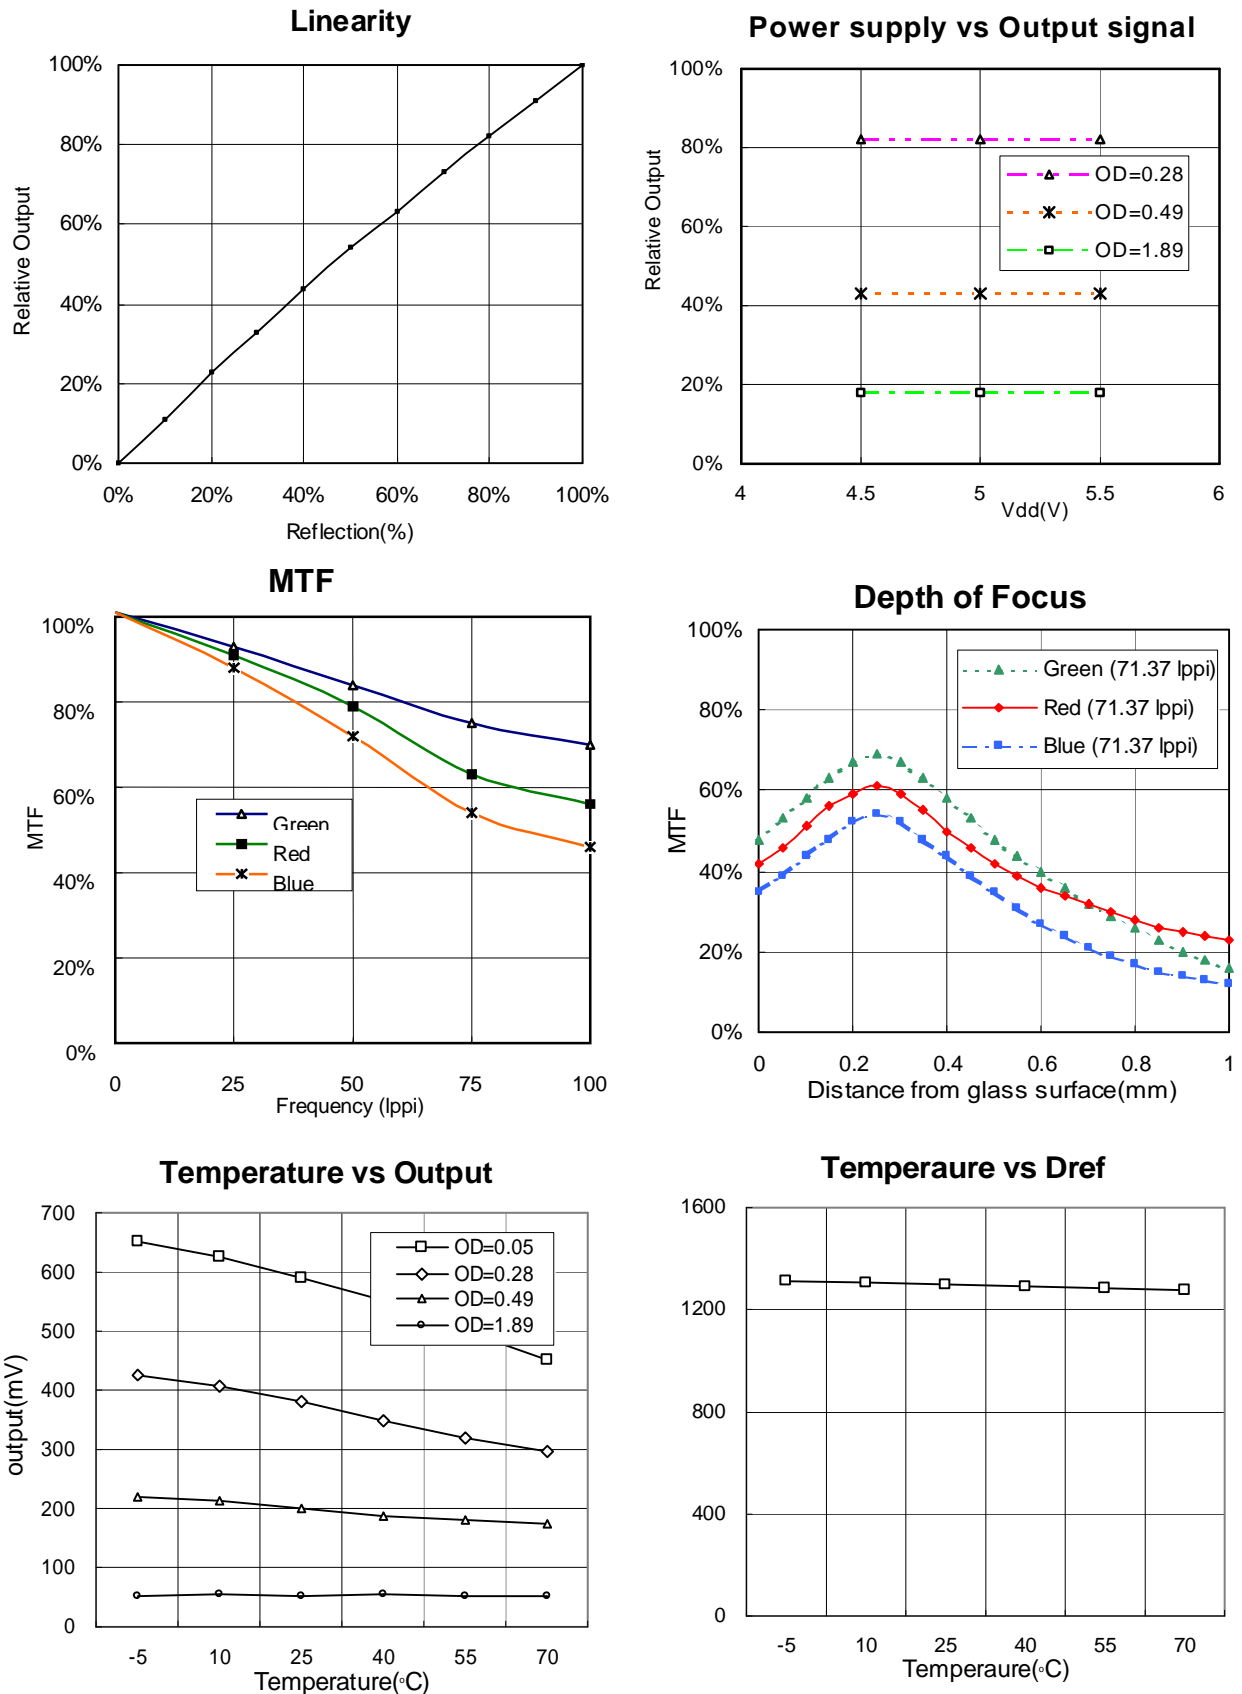 Linearity
100%
80%
60%
40%
20%
0%
Relative Output
0% 20% 40% 60% 80% 100%
Reflection(%)
Power supply vs Output signal
100%
80%
60%
40%
20%
0%
Relative Output
OD=0.28
OD=0.49
OD=1.89
4 4.5 5 5.5 6
Vdd(V)
MTF
100%
80%
60%
40%
20%
0%
MTF
Green
Red
Blue
0 25 50 75 100
Frequency (lppi)
Depth of Focus
100%
80%
60%
40%
20%
0%
MTF
Green (71.37 lppi)
Red (71.37 lppi)
Blue (71.37 lppi)
0 0.2 0.4 0.6 0.8 1
Distance from glass surface(mm)
Temperature vs Output
700
600
500
400
300
200
100
0
output(mV)
OD=0.05
OD=0.28
OD=0.49
OD=1.89
-5 10 25 40 55 70
Temperature(°C)
Temperaure vs Dref
1600
1200
800
400
0
-5 10 25 40 55 70
Temperaure(°C)